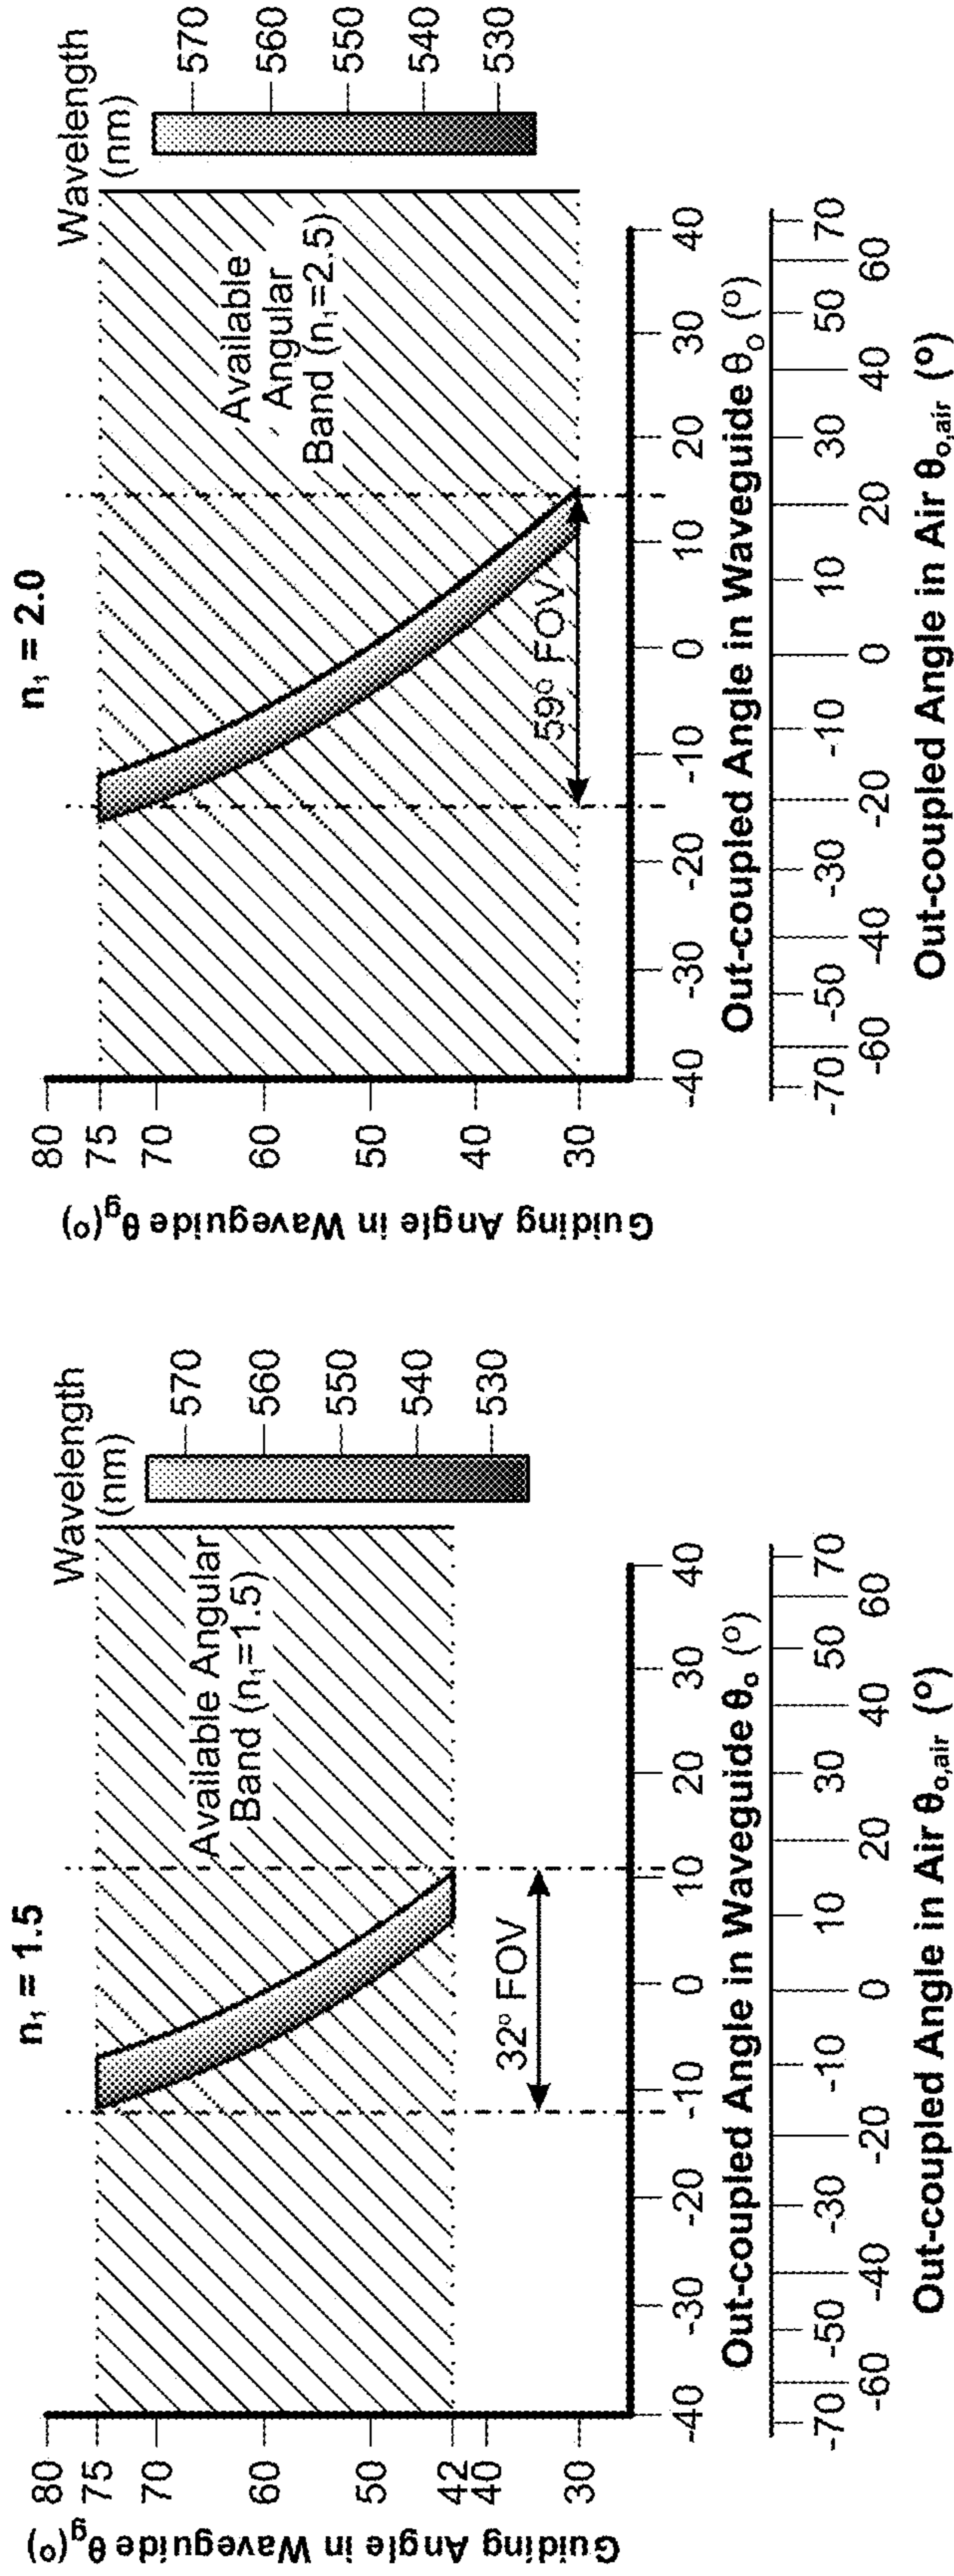 n₁ = 1.5
Guiding Angle in Waveguide θg(°)
80
75
70
60
50
42
40
30
Available Angular
Band (n₁=1.5)
32° FOV
Wavelength
(nm)
570
560
550
540
530
-40 -30 -20 -10 0 10 20 30 40
Out-coupled Angle in Waveguide θo (°)
-70 -50 -30 -10 10 30 50 70
-60 -40 -20 0 20 40 60
Out-coupled Angle in Air θo,air (°)
n₁ = 2.0
Guiding Angle in Waveguide θg(°)
80
75
70
60
50
40
30
Available
Angular
Band (n₁=2.5)
59° FOV
Wavelength
(nm)
570
560
550
540
530
-40 -30 -20 -10 0 10 20 30 40
Out-coupled Angle in Waveguide θo (°)
-70 -50 -30 -10 10 30 50 70
-60 -40 -20 0 20 40 60
Out-coupled Angle in Air θo,air (°)